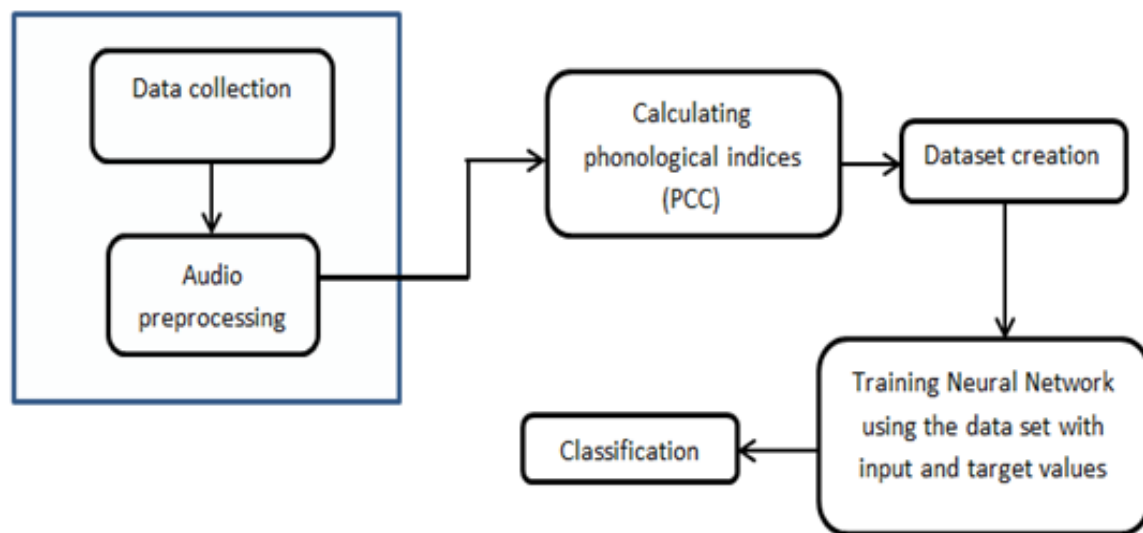 Data collection
Audio
preprocessing
Calculating
phonological indices
(PCC)
Dataset creation
Training Neural Network
using the data set with
input and target values
Classification